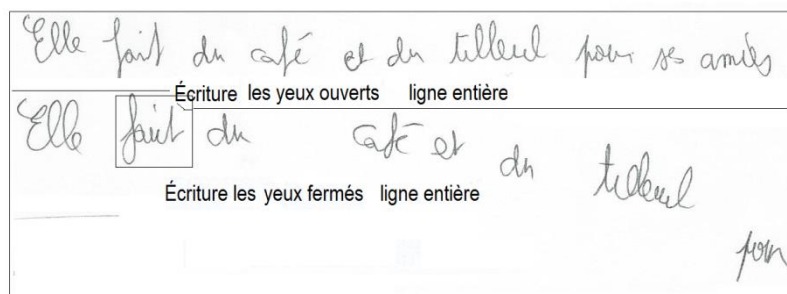 Elle fait du café et du tilleul pour ses amies
Écriture les yeux ouverts ligne entière
Elle fait du café et du tilleul
Écriture les yeux fermés ligne entière
pour